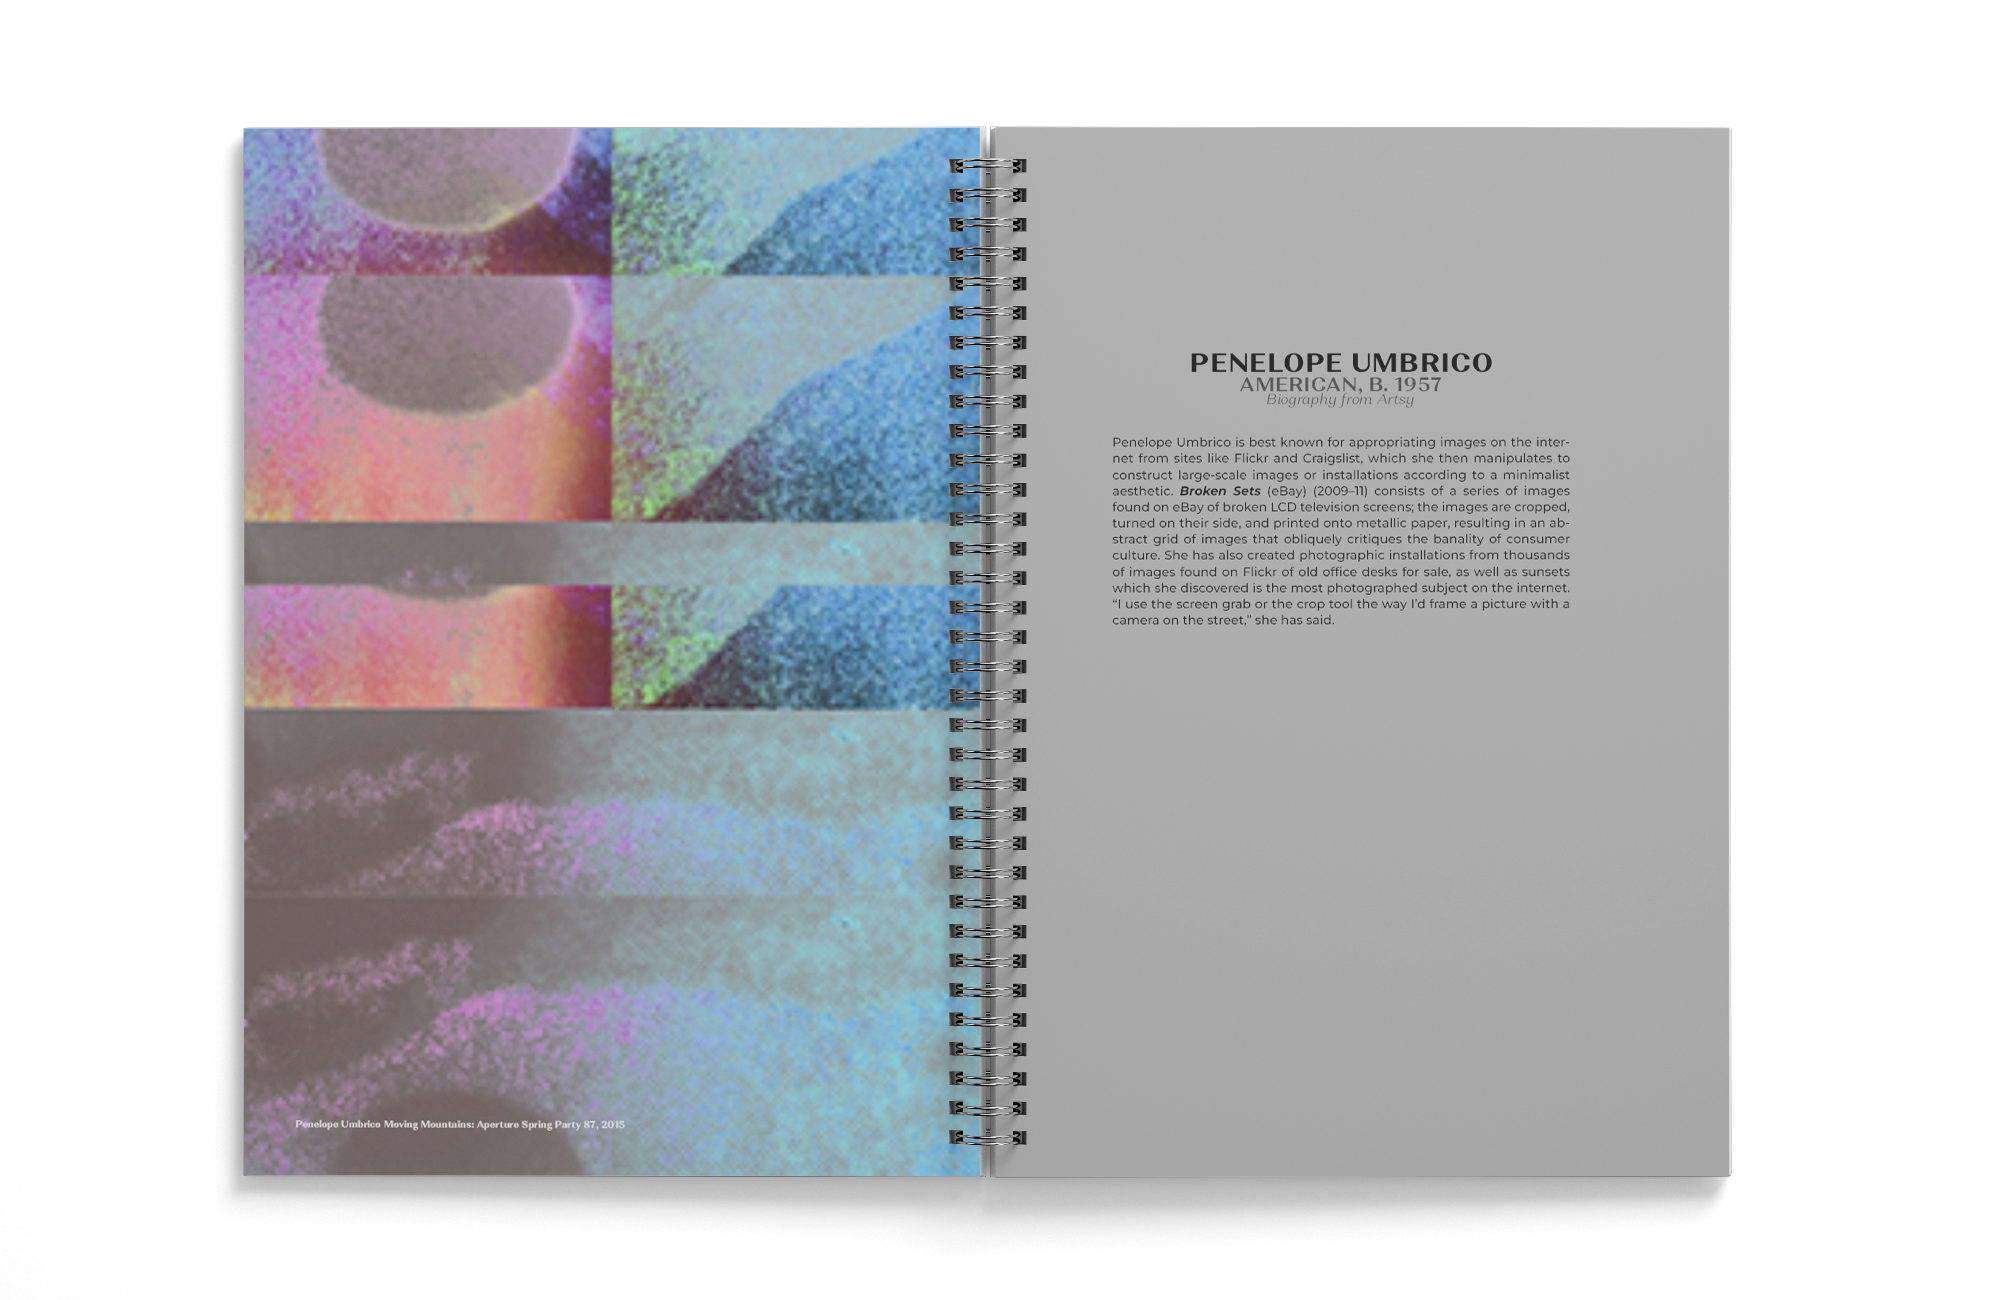 Penelope Umbrico Moving Mountains: Aperture Spring Party 87, 2015
PENELOPE UMBRICO
AMERICAN, B. 1957
Biography from Artsy
Penelope Umbrico is best known for appropriating images on the inter-
net from sites like Flickr and Craigslist, which she then manipulates to
construct large-scale images or installations according to a minimalist
aesthetic. Broken Sets (eBay) (2009–11) consists of a series of images
found on eBay of broken LCD television screens; the images are cropped,
turned on their side, and printed onto metallic paper, resulting in an ab-
stract grid of images that obliquely critiques the banality of consumer
culture. She has also created photographic installations from thousands
of images found on Flickr of old office desks for sale, as well as sunsets
which she discovered is the most photographed subject on the internet.
“I use the screen grab or the crop tool the way I’d frame a picture with a
camera on the street,” she has said.